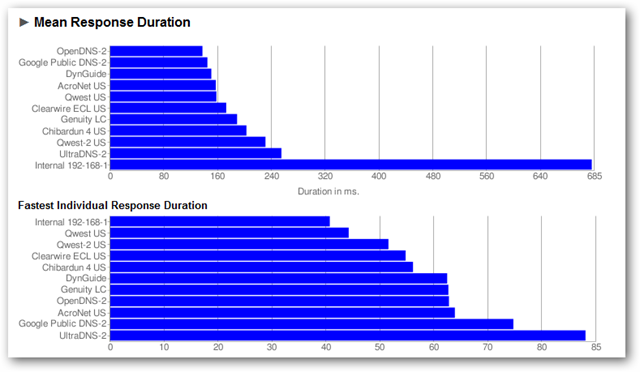 ► Mean Response Duration
OpenDNS-2
Google Public DNS-2
DynGuide
AcroNet US
Qwest US
Clearwire ECL US
Genuity LC
Chibardun 4 US
Qwest-2 US
UltraDNS-2
Internal 192-168-1
0 80 160 240 320 400 480 560 640 685
Duration in ms.
Fastest Individual Response Duration
Internal 192-168-1
Qwest US
Qwest-2 US
Clearwire ECL US
Chibardun 4 US
DynGuide
Genuity LC
OpenDNS-2
AcroNet US
Google Public DNS-2
UltraDNS-2
0 10 20 30 40 50 60 70 80 85